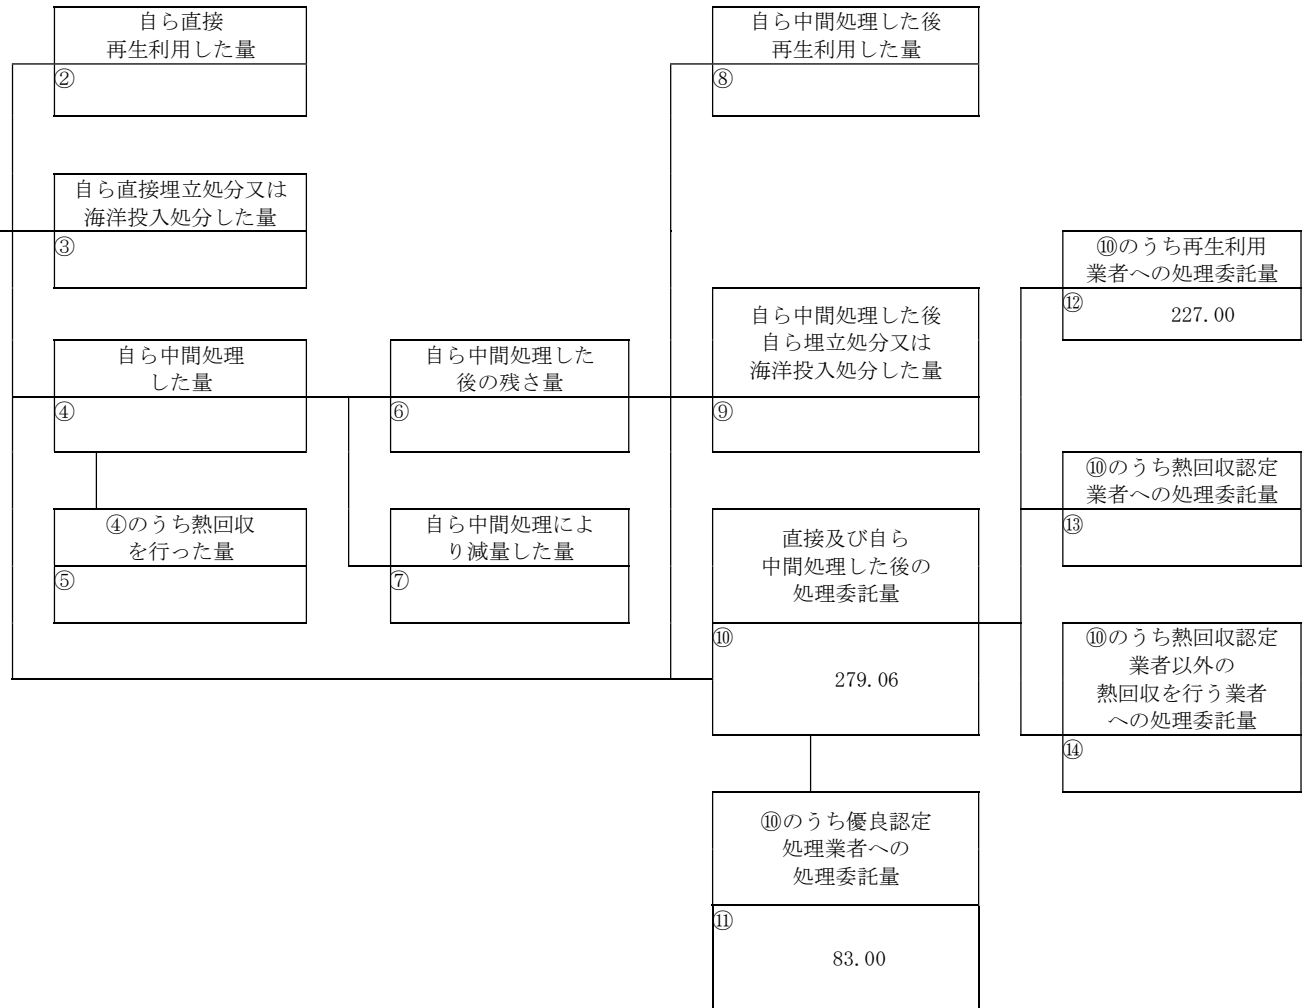 自ら直接
再生利用した量
②
自ら中間処理した後
再生利用した量
⑧
自ら直接埋立処分又は
海洋投入処分した量
③
⑩のうち再生利用
業者への処理委託量
⑫
227.00
自ら中間処理
した量
④
自ら中間処理した
後の残さ量
⑥
自ら中間処理した後
自ら埋立処分又は
海洋投入処分した量
⑨
⑩のうち熱回収認定
業者への処理委託量
⑬
④のうち熱回収
を行った量
⑤
自ら中間処理によ
り減量した量
⑦
直接及び自ら
中間処理した後の
処理委託量
⑩
279.06
⑩のうち熱回収認定
業者以外の
熱回収を行う業者
への処理委託量
⑭
⑩のうち優良認定
処理業者への
処理委託量
⑪
83.00